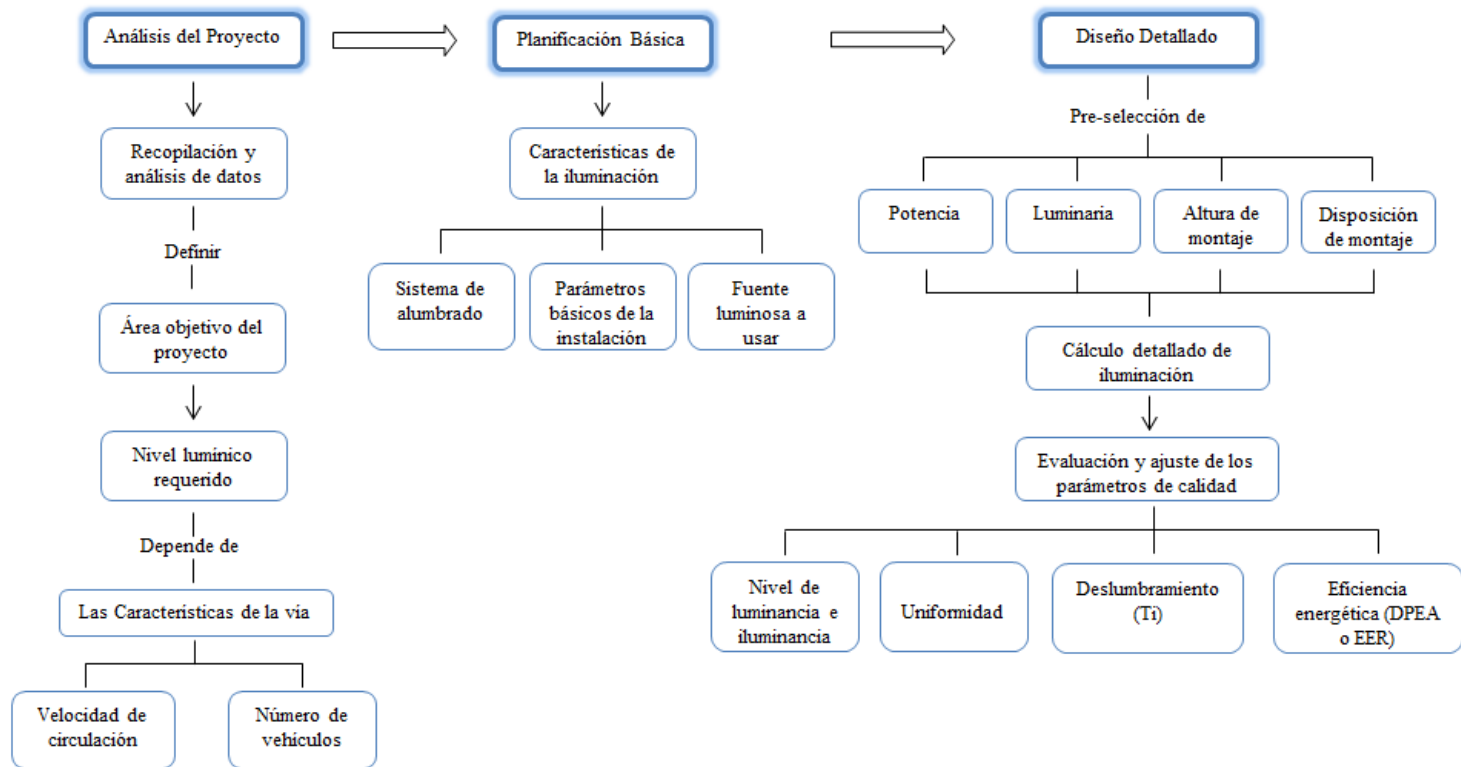 Análisis del Proyecto
Planificación Básica
Diseño Detallado
Recopilación y
análisis de datos
Definir
Área objetivo del
proyecto
Nivel lumínico
requerido
Depende de
Las Características de la vía
Velocidad de
circulación
Número de
vehículos
Características de
la iluminación
Sistema de
alumbrado
Parámetros
básicos de la
instalación
Fuente
luminosa a
usar
Pre-selección de
Potencia
Luminaria
Altura de
montaje
Disposición
de montaje
Cálculo detallado de
iluminación
Evaluación y ajuste de los
parámetros de calidad
Nivel de
luminancia e
iluminancia
Uniformidad
Deslumbramiento
(Ti)
Eficiencia
energética (DPEA
o EER)